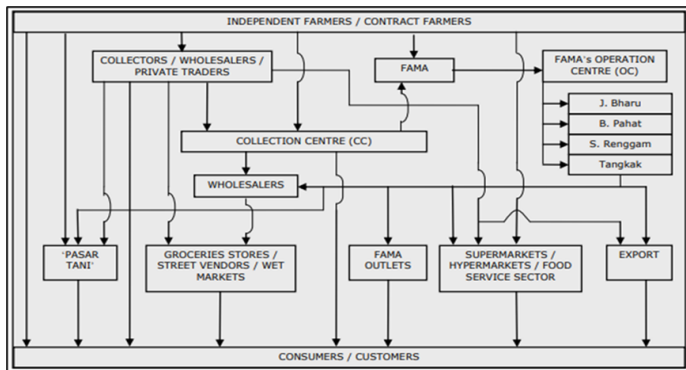 INDEPENDENT FARMERS / CONTRACT FARMERS
COLLECTORS / WHOLESALERS /
PRIVATE TRADERS
FAMA
FAMA's OPERATION
CENTRE (OC)
J. Bharu
B. Pahat
S. Renggam
Tangkak
COLLECTION CENTRE (CC)
WHOLESALERS
'PASAR
TANI'
GROCERIES STORES /
STREET VENDORS / WET
MARKETS
FAMA
OUTLETS
SUPERMARKETS /
HYPERMARKETS / FOOD
SERVICE SECTOR
EXPORT
CONSUMERS / CUSTOMERS